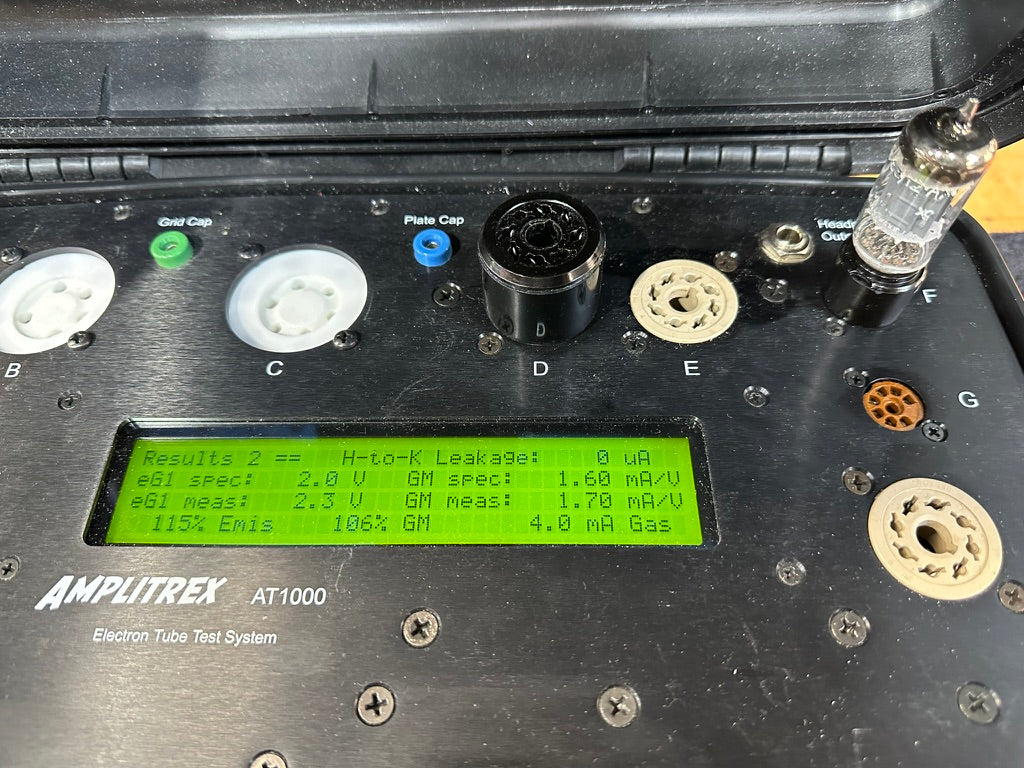 Grid Cap
Plate Cap
B
C
D
D
E
F
G
Results 2 == H-to-K Leakage: 0 uA
eG1 spec: 2.0 V GM spec: 1.60 mA/V
eG1 meas: 2.3 V GM meas: 1.70 mA/V
115% Emis 106% GM 4.0 mA Gas
AMPLITREX AT1000
Electron Tube Test System